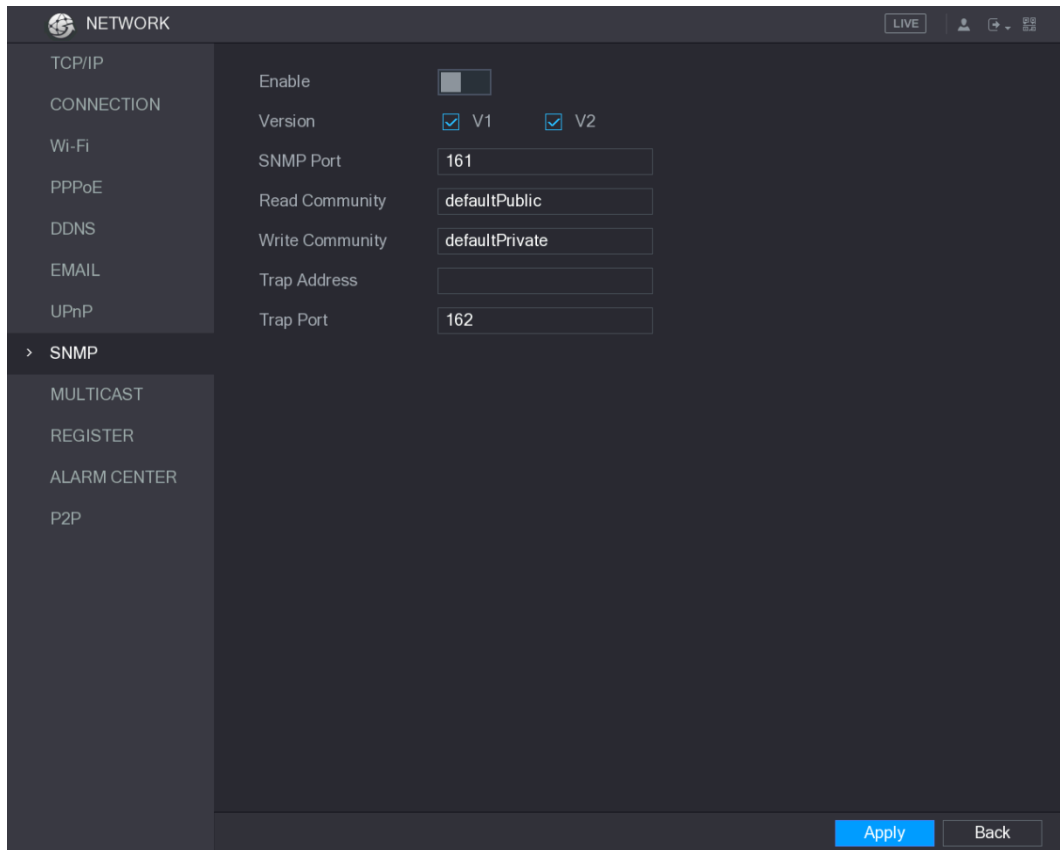 NETWORK
LIVE
TCP/IP
CONNECTION
Wi-Fi
PPPoE
DDNS
EMAIL
UPnP
SNMP
MULTICAST
REGISTER
ALARM CENTER
P2P
Enable
Version V1 V2
SNMP Port 161
Read Community defaultPublic
Write Community defaultPrivate
Trap Address
Trap Port 162
Apply Back